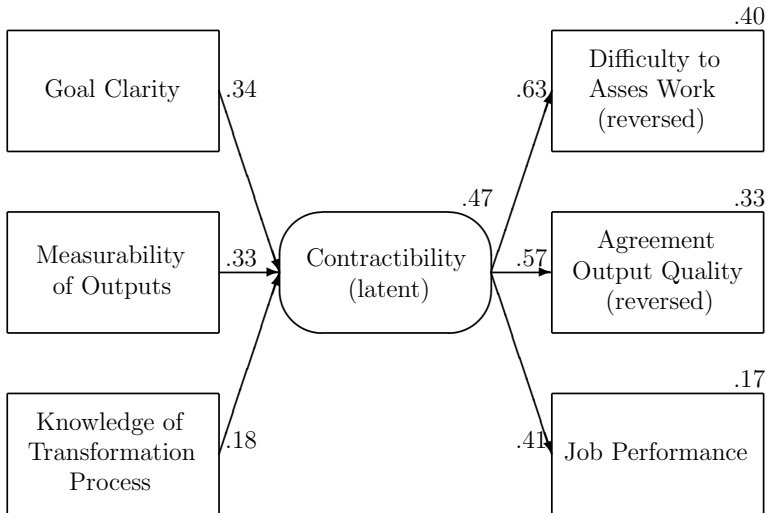 Goal Clarity
.34
Measurability
of Outputs
.33
Knowledge of
Transformation
Process
.18
.47
Contractibility
(latent)
.40
.63
Difficulty to
Asses Work
(reversed)
.33
.57
Agreement
Output Quality
(reversed)
.17
.41
Job Performance